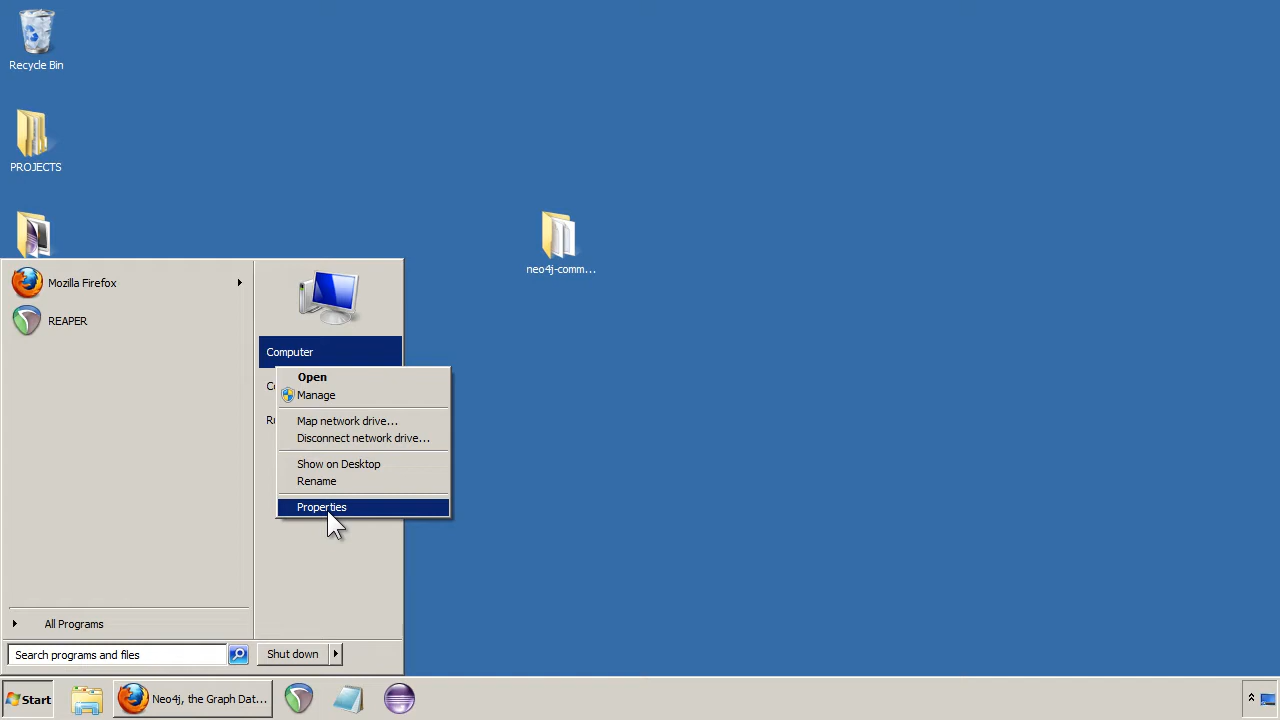 Recycle Bin
PROJECTS
neo4j-comm...
Mozilla Firefox
REAPER
Computer
Open
Manage
Map network drive...
Disconnect network drive...
Show on Desktop
Rename
Properties
All Programs
Search programs and files
Shut down
Start
Neo4j, the Graph Dat...